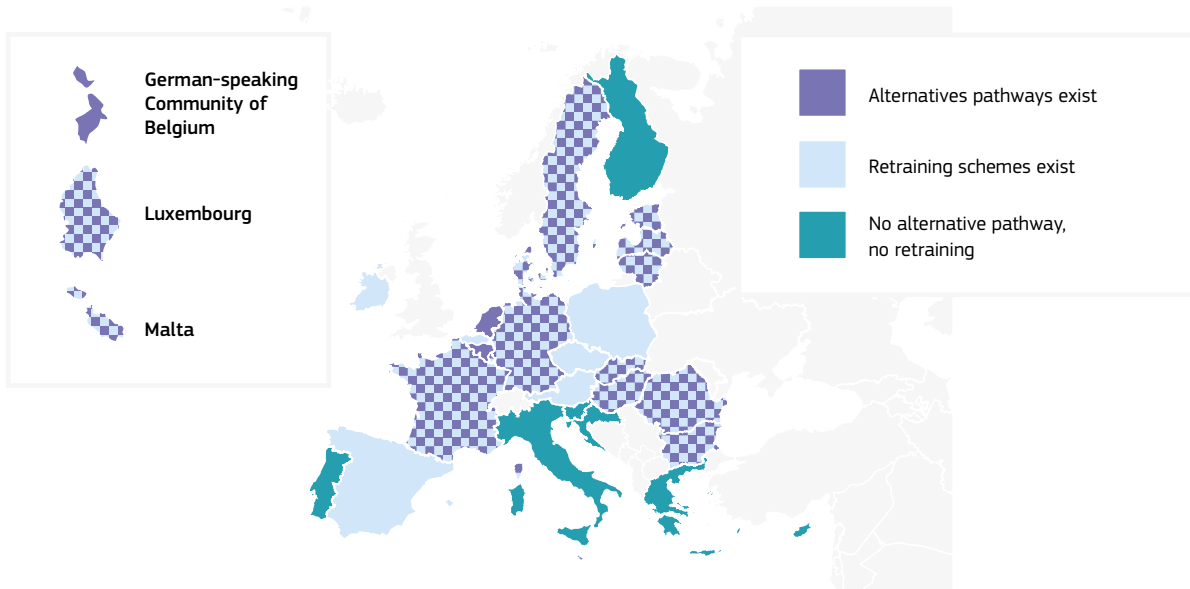 German-speaking
Community of
Belgium
Luxembourg
Malta
Alternatives pathways exist
Retraining schemes exist
No alternative pathway,
no retraining